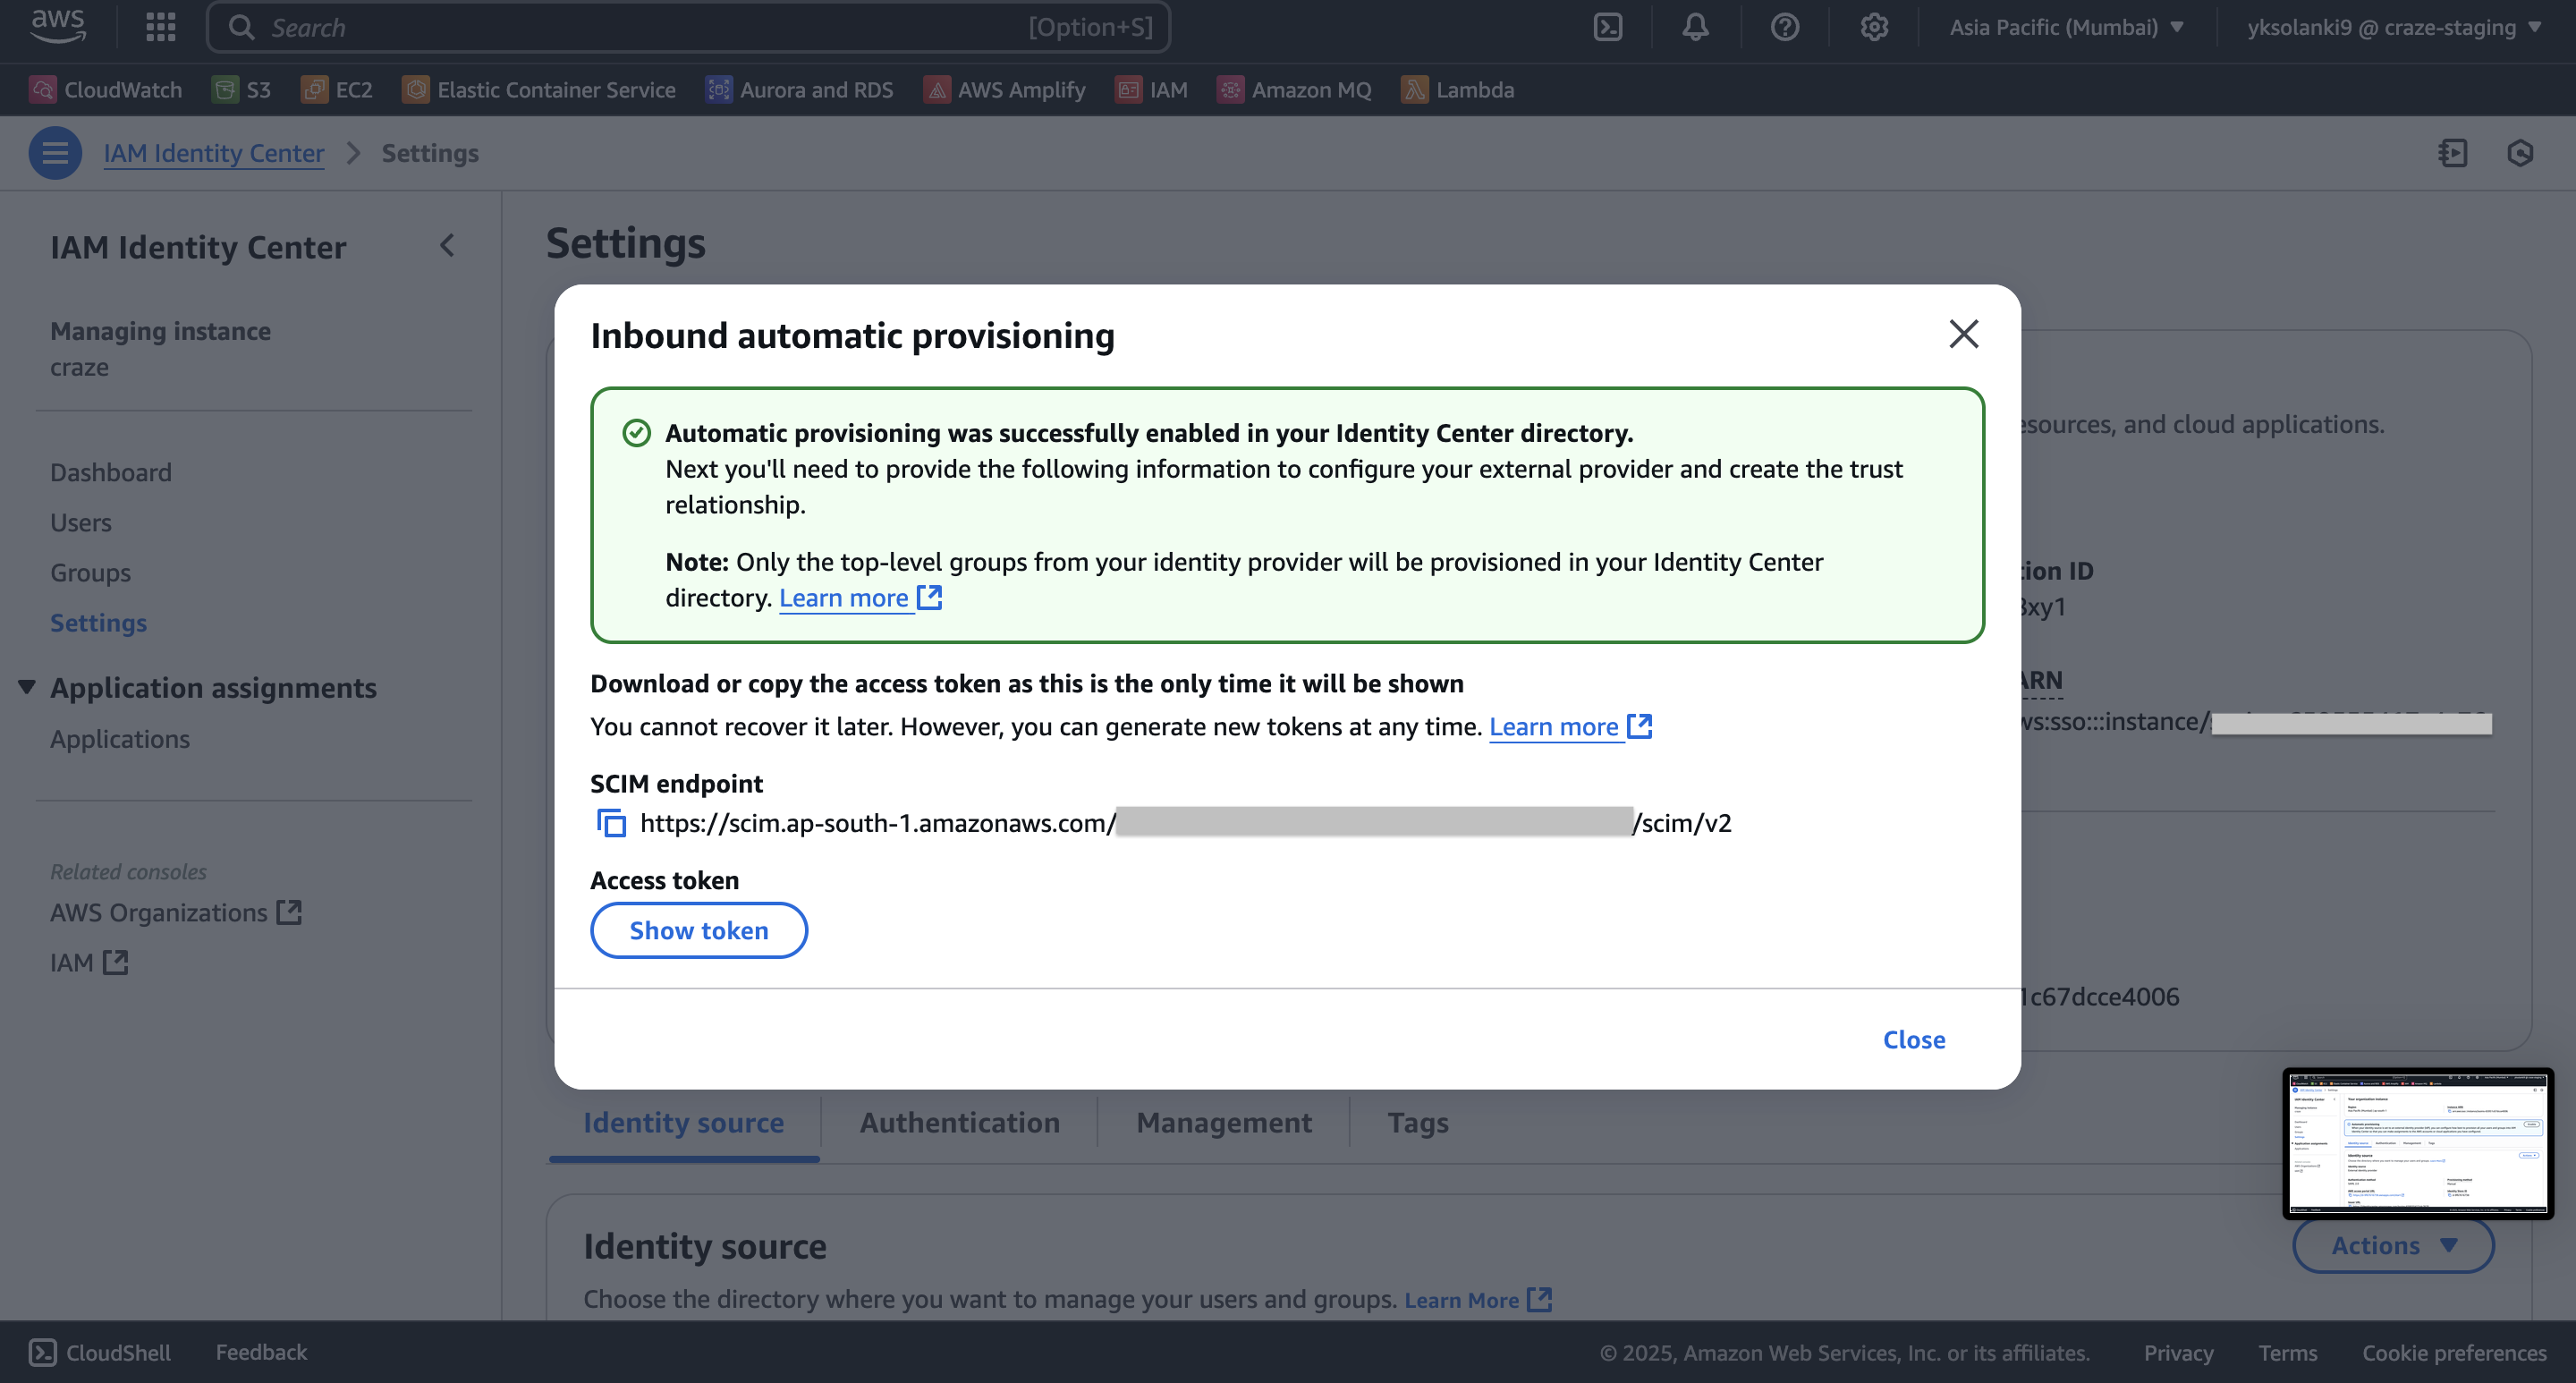 aws
Search
[Option+S]
Asia Pacific (Mumbai)
yksolanki9 @ craze-staging
CloudWatch
S3
EC2
Elastic Container Service
Aurora and RDS
AWS Amplify
IAM
Amazon MQ
Lambda
IAM Identity Center
Settings
IAM Identity Center
Managing instance
craze
Dashboard
Users
Groups
Settings
Application assignments
Applications
Related consoles
AWS Organizations
IAM
Settings
Inbound automatic provisioning
Automatic provisioning was successfully enabled in your Identity Center directory.
Next you'll need to provide the following information to configure your external provider and create the trust
relationship.
Note: Only the top-level groups from your identity provider will be provisioned in your Identity Center
directory. Learn more
Download or copy the access token as this is the only time it will be shown
You cannot recover it later. However, you can generate new tokens at any time. Learn more
SCIM endpoint
https://scim.ap-south-1.amazonaws.com/ /scim/v2
Access token
Show token
Close
esources, and cloud applications.
tion ID
3xy1
ARN
ws:sso:::instance/
1c67dcce4006
Identity source
Authentication
Management
Tags
Identity source
Actions
Choose the directory where you want to manage your users and groups. Learn More
CloudShell
Feedback
© 2025, Amazon Web Services, Inc. or its affiliates.
Privacy
Terms
Cookie preferences